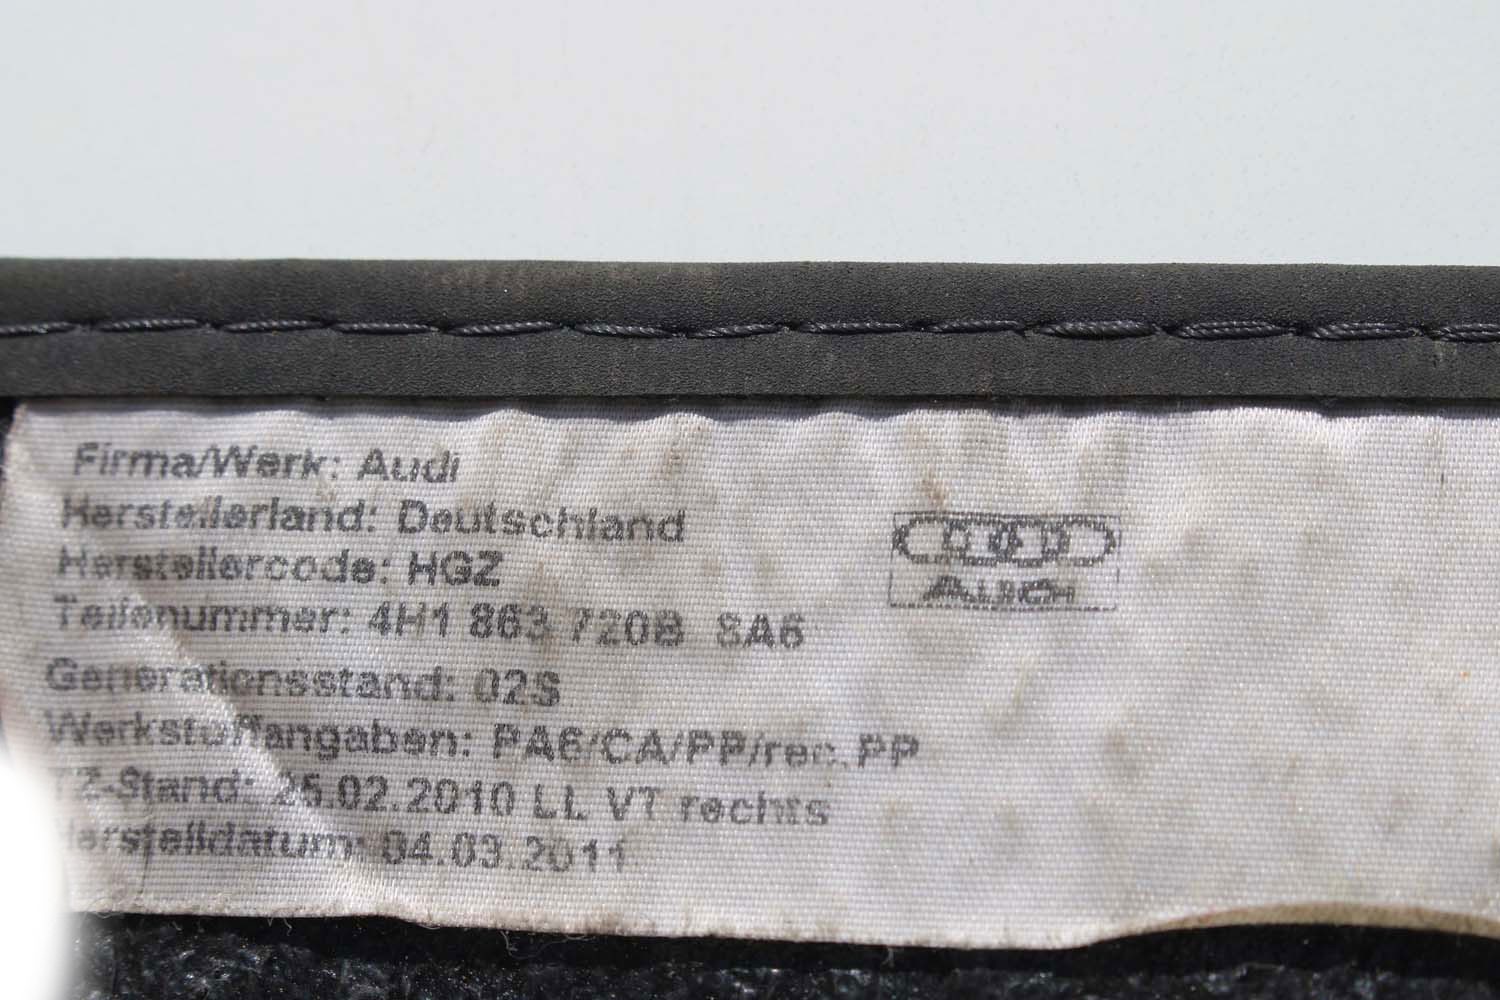 Firma/Werk: Audi
Herstellerland: Deutschland
Herstellercode: HGZ
Teilenummer: 4H1 863 720B SA6
Generationsstand: 02S
Werkstoffangaben: PA6/CA/PP/rec.PP
TZ-Stand: 25.02.2010 LL VT rechts
Herstelldatum: 04.03.2011